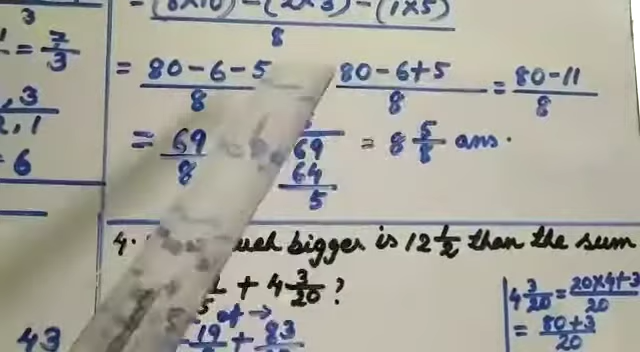 3
= 7/3
= (8×10) - (2×3) - (1×5) / 8
= 80-6-5 / 8 80-6+5 / 8 = 80-11 / 8
, 3
2, 1
= 69/8 69 = 8 5/8 ans.
6
64
5
4. bigger is 12 1/2 than the sum
+ 4 3/20 ?
4 3/20 = 20×4+3 / 20
= 80+3 / 20
43
19 + 83